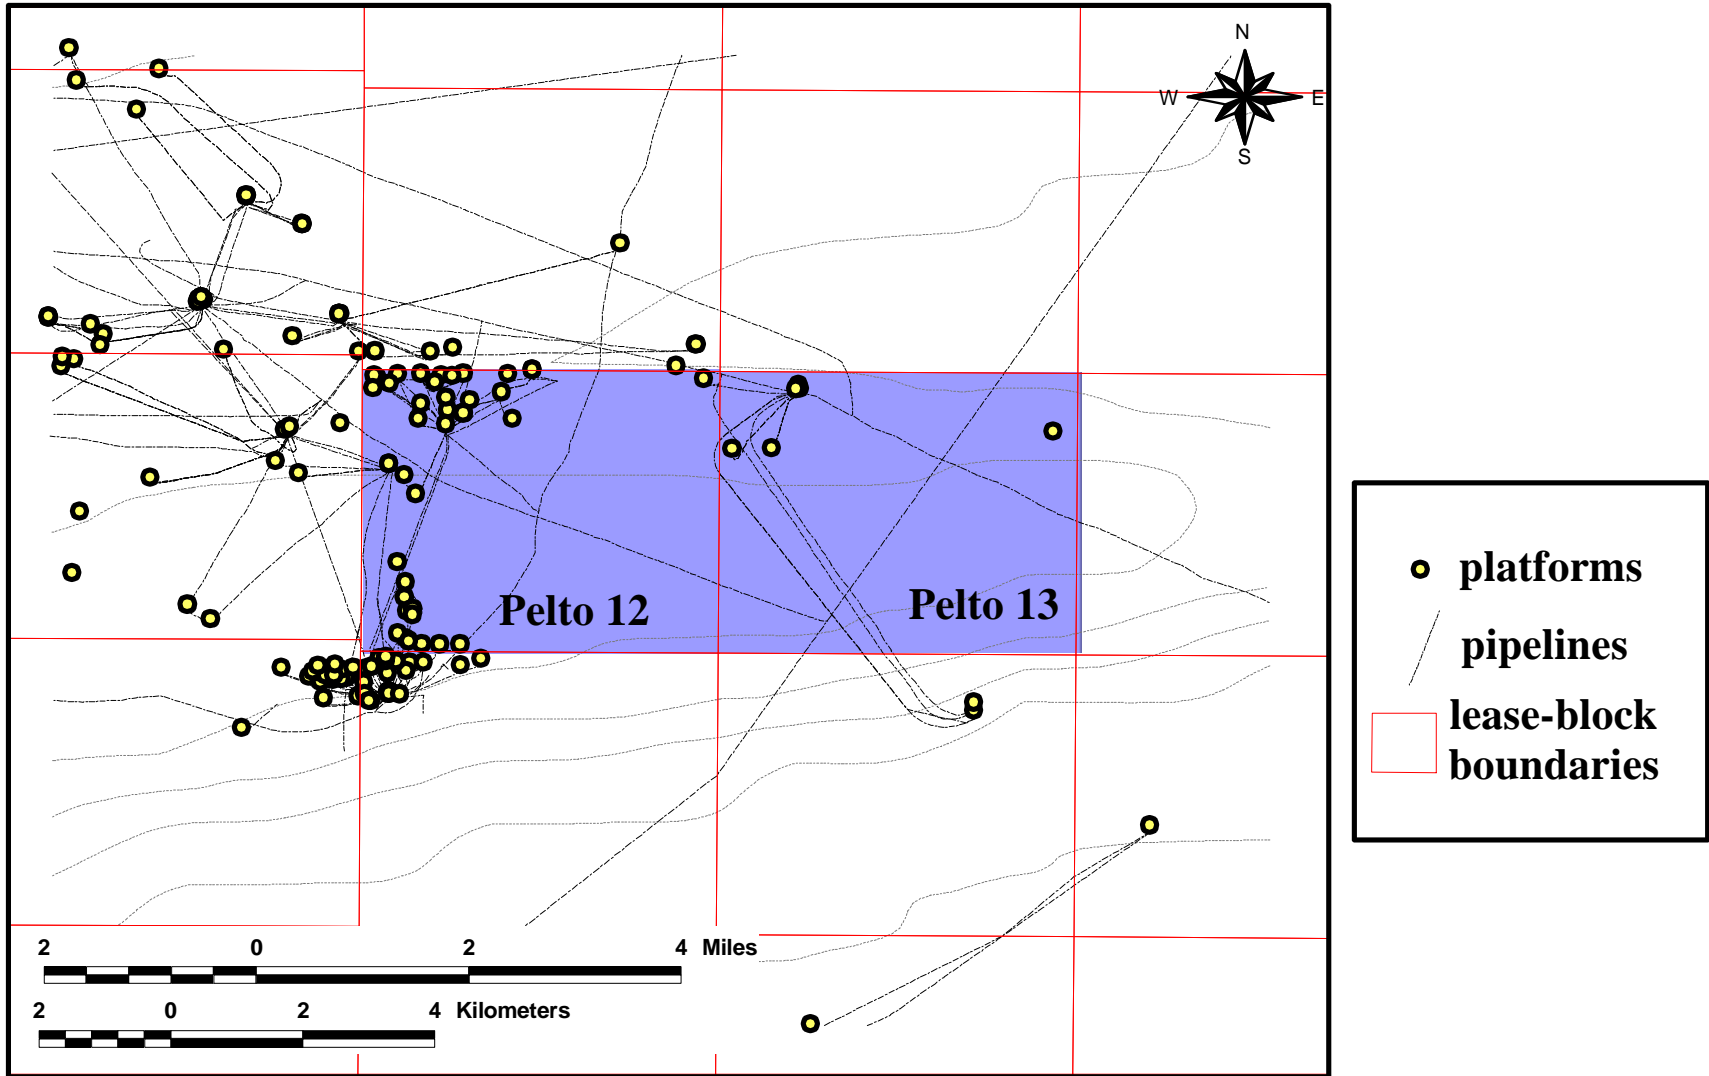 N
W E
S
Pelto 12
Pelto 13
platforms
pipelines
lease-block
boundaries
2 0 2 4 Miles
2 0 2 4 Kilometers